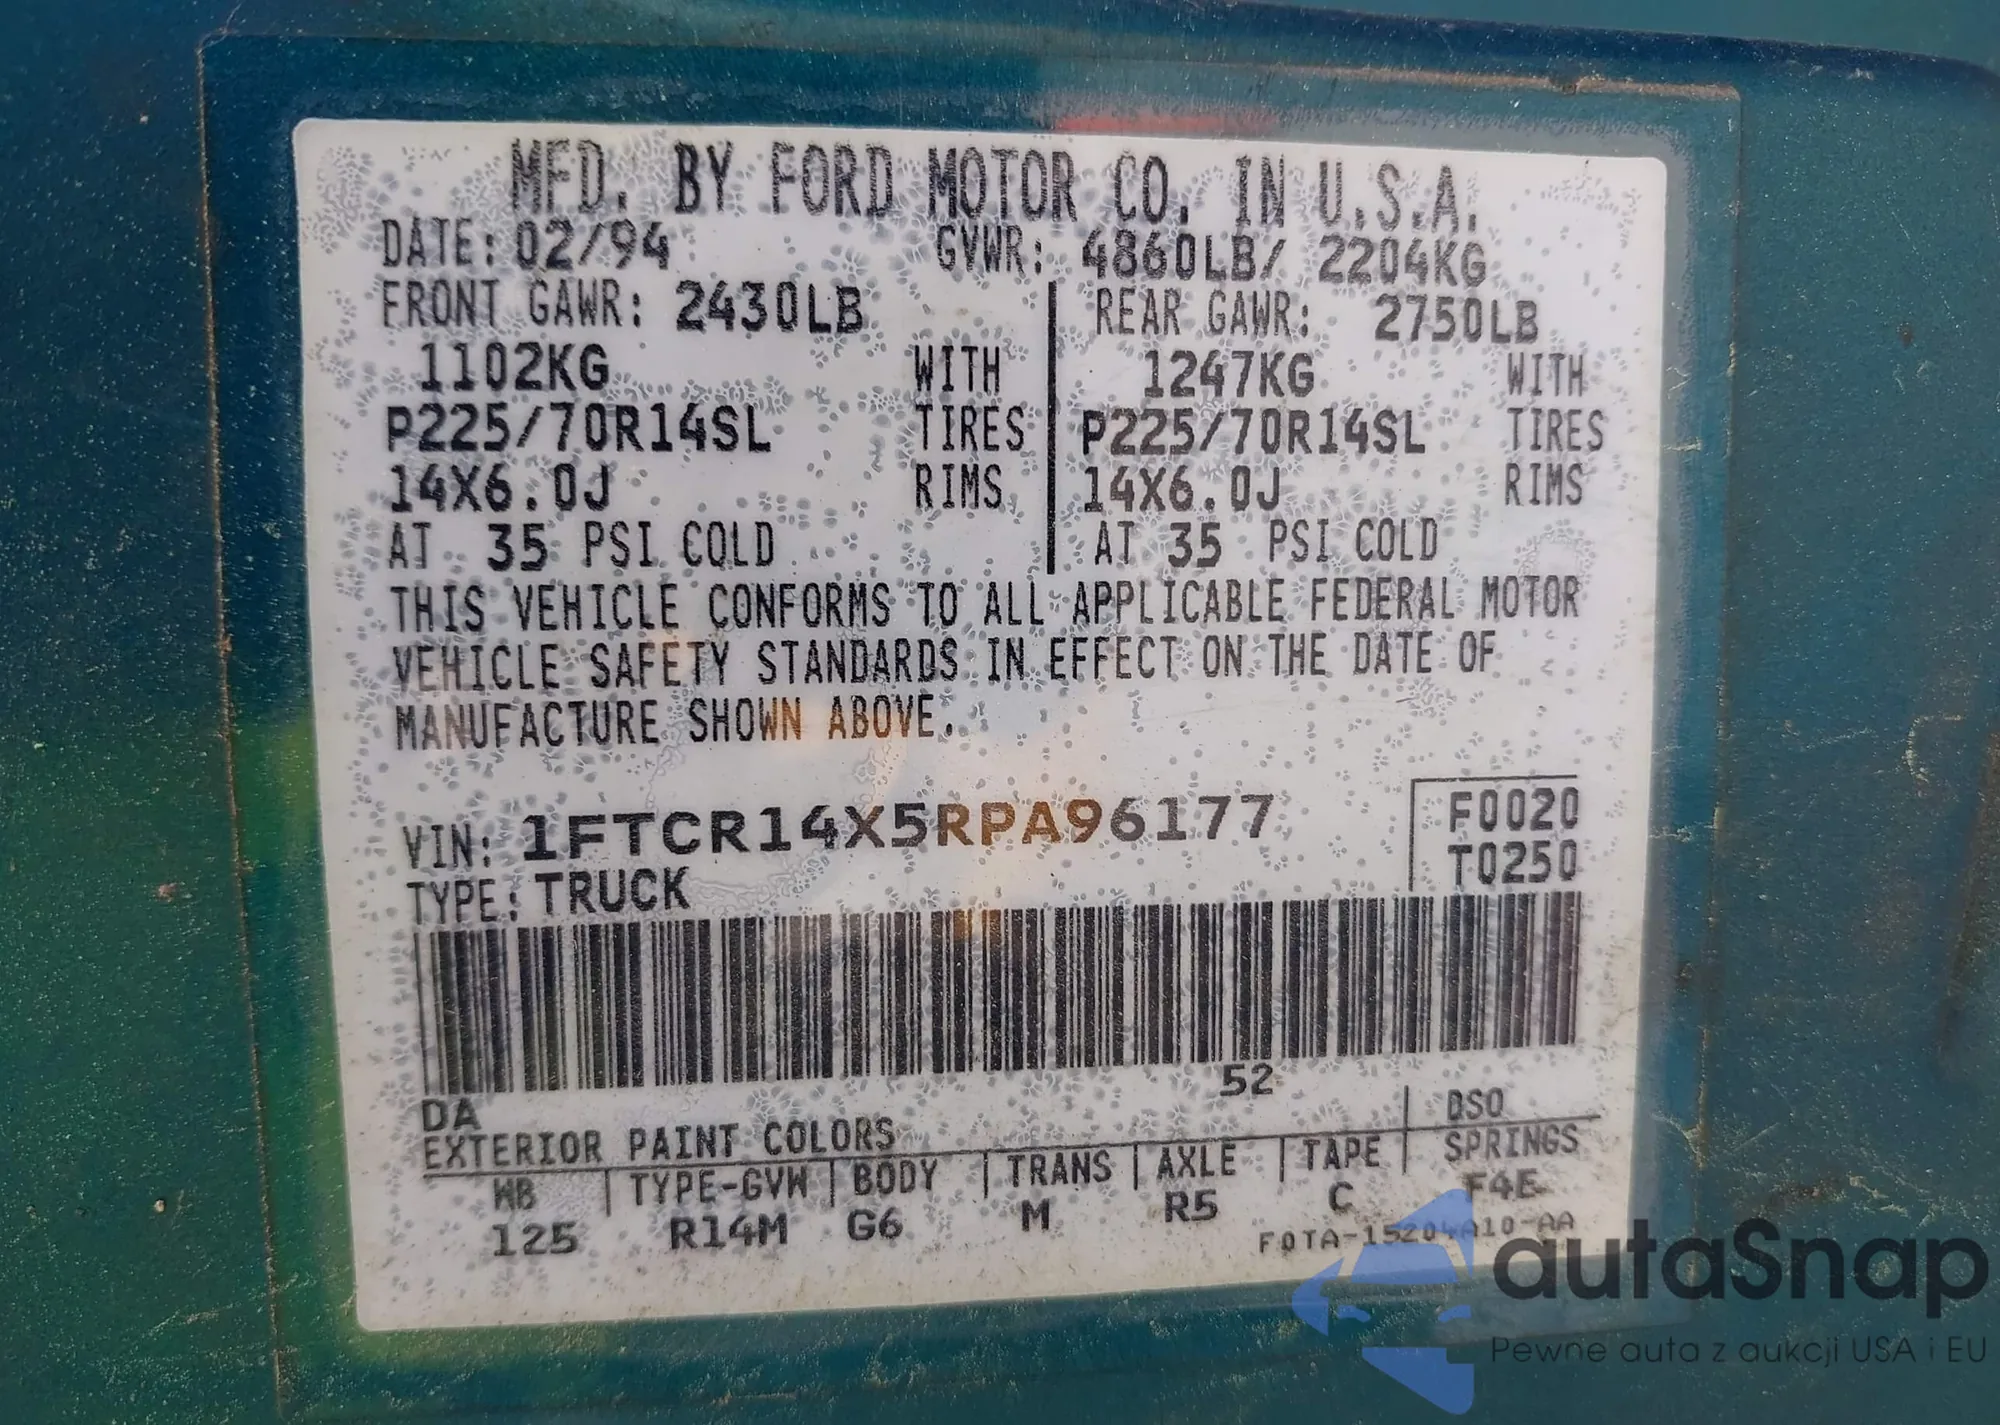 MFD. BY FORD MOTOR CO. IN U.S.A.
DATE: 02/94 GVWR: 4860LB/ 2204KG
FRONT GAWR: 2430LB REAR GAWR: 2750LB
1102KG WITH 1247KG WITH
P225/70R14SL TIRES P225/70R14SL TIRES
14X6.0J RIMS 14X6.0J RIMS
AT 35 PSI COLD AT 35 PSI COLD
THIS VEHICLE CONFORMS TO ALL APPLICABLE FEDERAL MOTOR
VEHICLE SAFETY STANDARDS IN EFFECT ON THE DATE OF
MANUFACTURE SHOWN ABOVE.
VIN: 1FTCR14X5RPA96177 F0020
TYPE: TRUCK T0250
52
DA DSO
EXTERIOR PAINT COLORS
WB TYPE-GVW BODY TRANS AXLE TAPE SPRINGS
125 R14M G6 M R5 C F4E
F0TA-15204A10-AA
autaSnap
Pewne auta z aukcji USA i EU